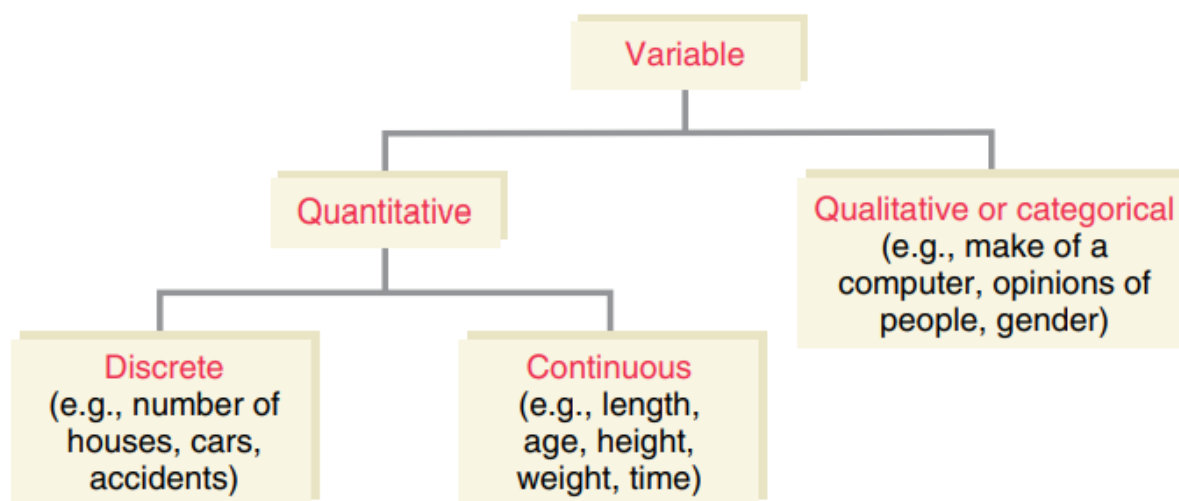 Variable
Quantitative
Qualitative or categorical
(e.g., make of a
computer, opinions of
people, gender)
Discrete
(e.g., number of
houses, cars,
accidents)
Continuous
(e.g., length,
age, height,
weight, time)